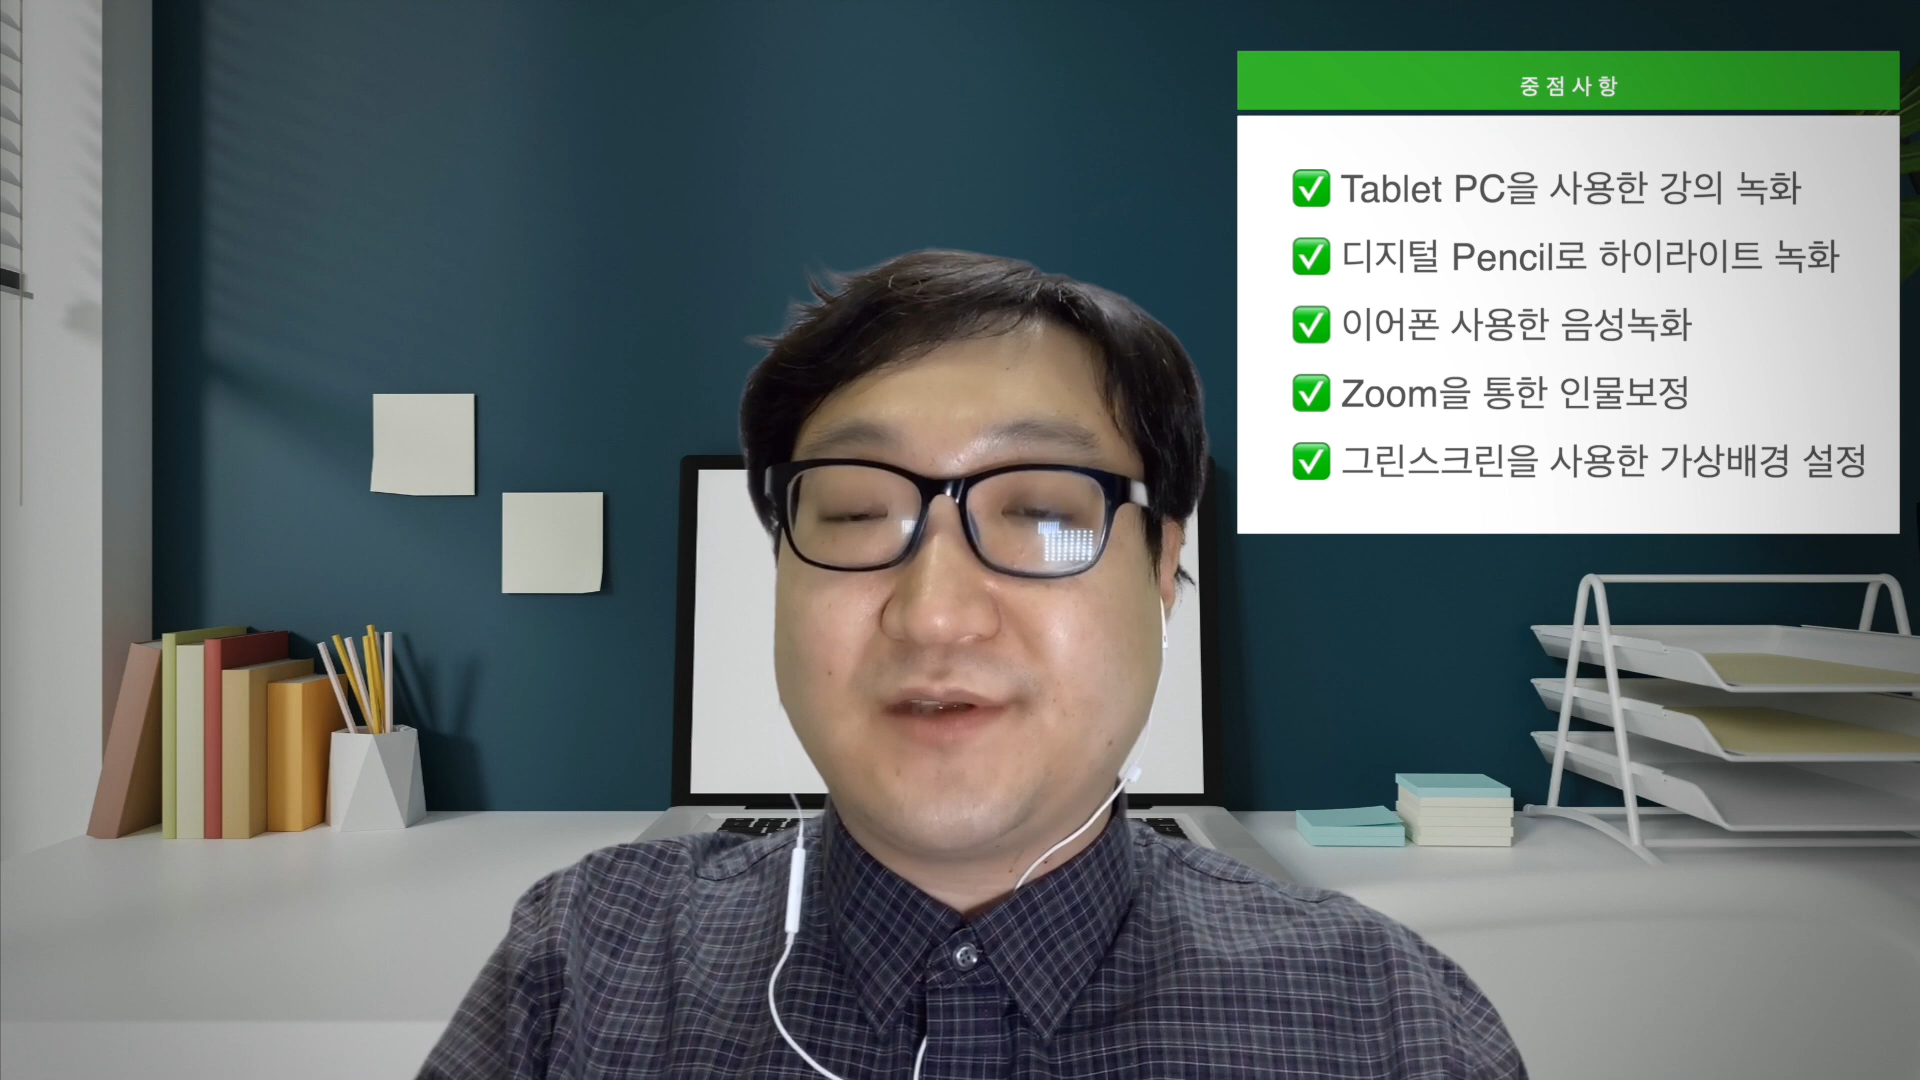 중점사항
✅ Tablet PC을 사용한 강의 녹화
✅ 디지털 Pencil로 하이라이트 녹화
✅ 이어폰 사용한 음성녹화
✅ Zoom을 통한 인물보정
✅ 그린스크린을 사용한 가상배경 설정